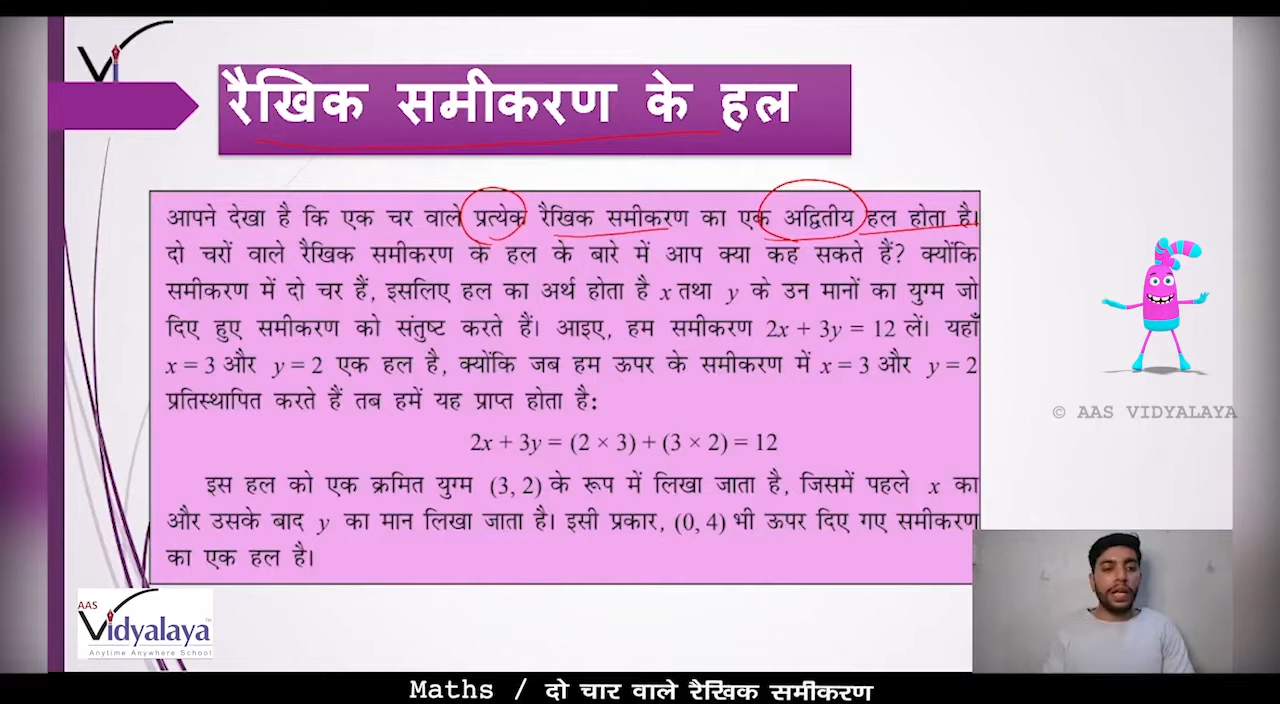 रैखिक समीकरण के हल
आपने देखा है कि एक चर वाले प्रत्येक रैखिक समीकरण का एक अद्वितीय हल होता है।
दो चरों वाले रैखिक समीकरण के हल के बारे में आप क्या कह सकते हैं? क्योंकि
समीकरण में दो चर हैं, इसलिए हल का अर्थ होता है x तथा y के उन मानों का युग्म जो
दिए हुए समीकरण को संतुष्ट करते हैं। आइए, हम समीकरण 2x + 3y = 12 लें। यहाँ
x = 3 और y = 2 एक हल है, क्योंकि जब हम ऊपर के समीकरण में x = 3 और y = 2
प्रतिस्थापित करते हैं तब हमें यह प्राप्त होता है:
2x + 3y = (2 × 3) + (3 × 2) = 12
इस हल को एक क्रमित युग्म (3, 2) के रूप में लिखा जाता है, जिसमें पहले x का
और उसके बाद y का मान लिखा जाता है। इसी प्रकार, (0, 4) भी ऊपर दिए गए समीकरण
का एक हल है।
© AAS VIDYALAYA
AAS
Vidyalaya
Anytime Anywhere School
Maths / दो चार वाले रैखिक समीकरण